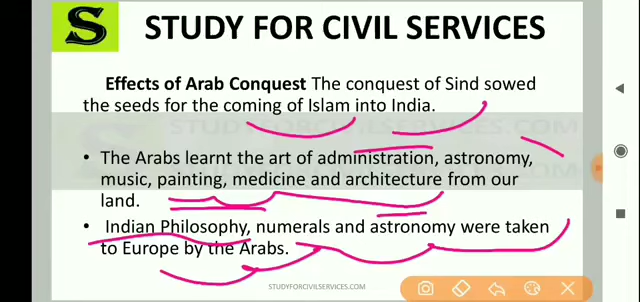 S STUDY FOR CIVIL SERVICES
Effects of Arab Conquest The conquest of Sind sowed
the seeds for the coming of Islam into India.
STUDYFORCIVILSERVICES.COM
• The Arabs learnt the art of administration, astronomy,
music, painting, medicine and architecture from our
land.
• Indian Philosophy, numerals and astronomy were taken
to Europe by the Arabs.
STUDYFORCIVILSERVICES.COM